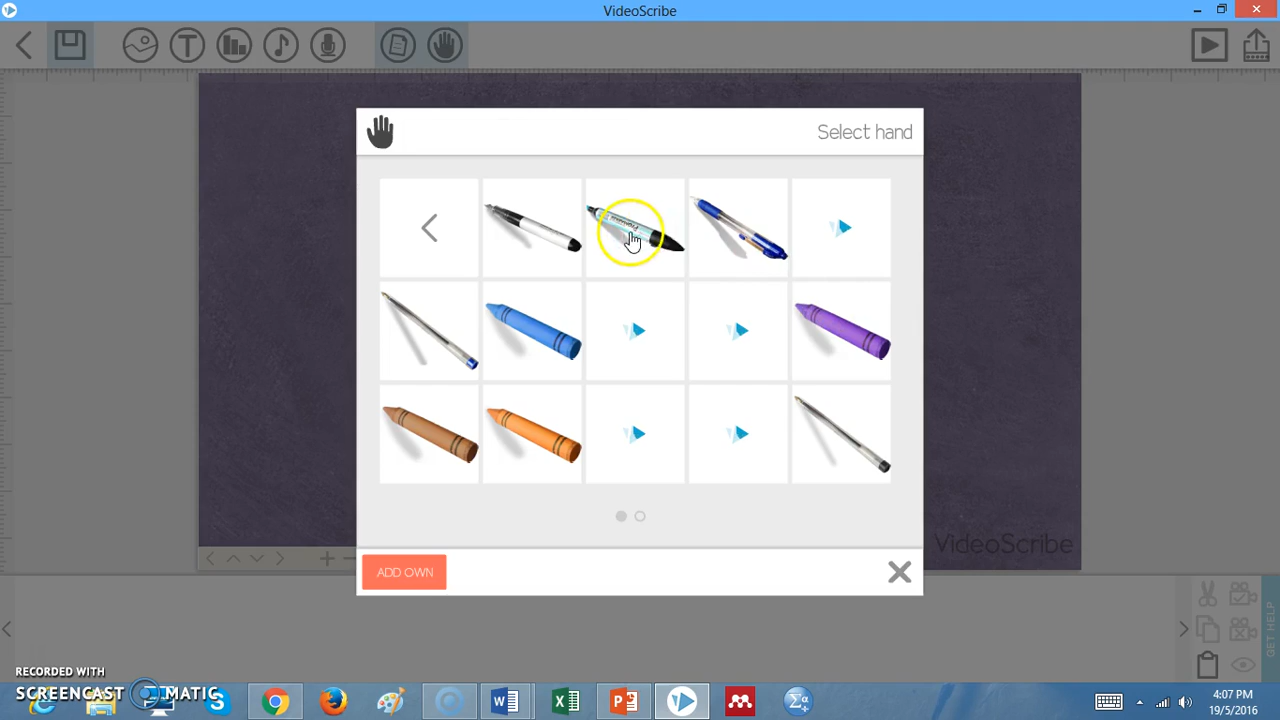 VideoScribe
Select hand
ADD OWN
VideoScribe
GET HELP
RECORDED WITH
SCREENCAST MATIC
4:07 PM
19/5/2016